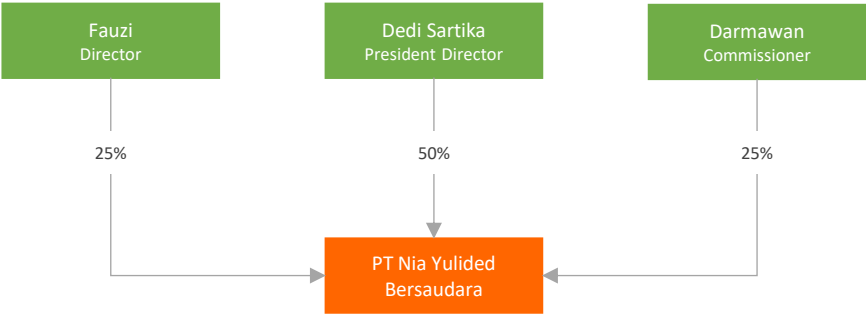 Fauzi
Director
Dedi Sartika
President Director
Darmawan
Commissioner
25%
50%
25%
PT Nia Yulided
Bersaudara